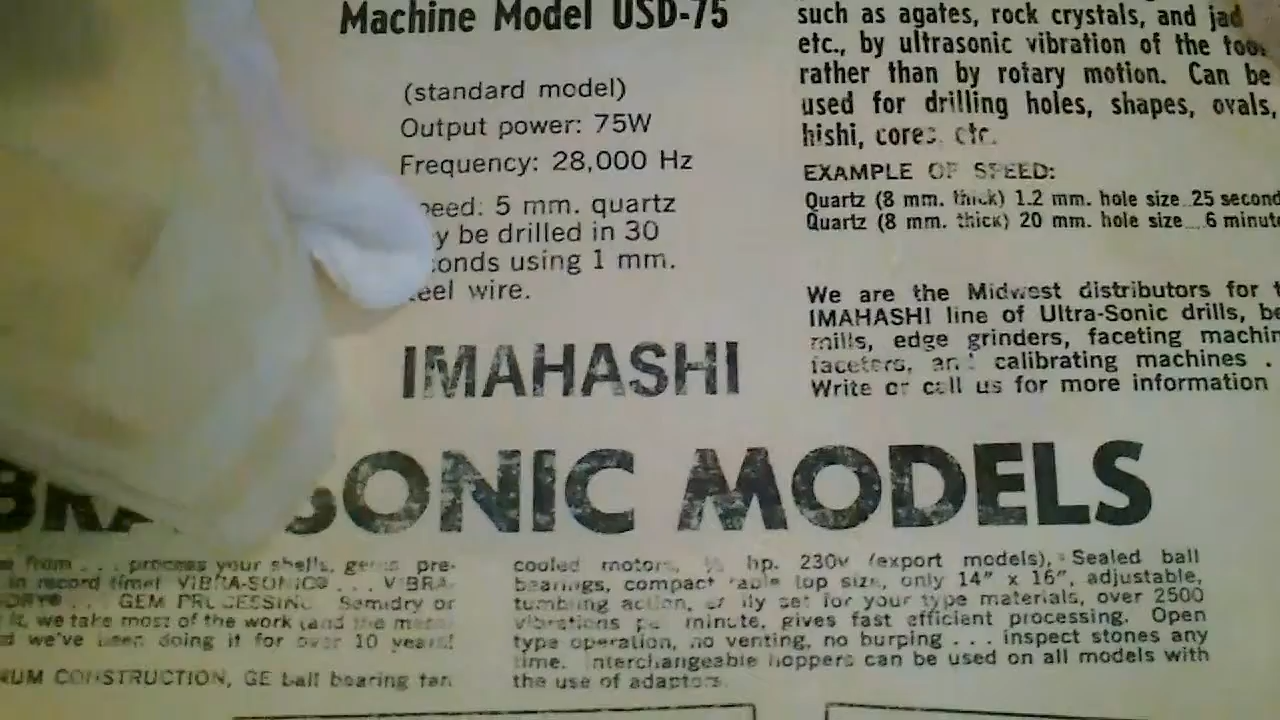 Machine Model USD-75
(standard model)
Output power: 75W
Frequency: 28,000 Hz
peed: 5 mm. quartz
y be drilled in 30
conds using 1 mm.
teel wire.
IMAHASHI
such as agates, rock crystals, and jad
etc., by ultrasonic vibration of the tool
rather than by rotary motion. Can be
used for drilling holes, shapes, ovals,
hishi, cores, etc.
EXAMPLE OF SPEED:
Quartz (8 mm. thick) 1.2 mm. hole size 25 second
Quartz (8 mm. thick) 20 mm. hole size 6 minute
We are the Midwest distributors for t
IMAHASHI line of Ultra-Sonic drills, be
mills, edge grinders, faceting machin
faceters, and calibrating machines .
Write or call us for more information
BRA SONIC MODELS
from . . . process your shells, gems pre-
in record time! VIBRA-SONIC® . . . VIBRA-
DRY® . . . GEM PROCESSING. Semidry or
it, we take most of the work (and the
we've been doing it for over 10 years!
NUM CONSTRUCTION, GE ball bearing fan
cooled motors, ⅓ hp. 230v (export models), Sealed ball
bearings, compact table top size, only 14" x 16", adjustable,
tumbling action, easily set for your type materials, over 2500
vibrations per minute, gives fast efficient processing. Open
type operation, no venting, no burping . . . inspect stones any
time. Interchangeable hoppers can be used on all models with
the use of adaptors.